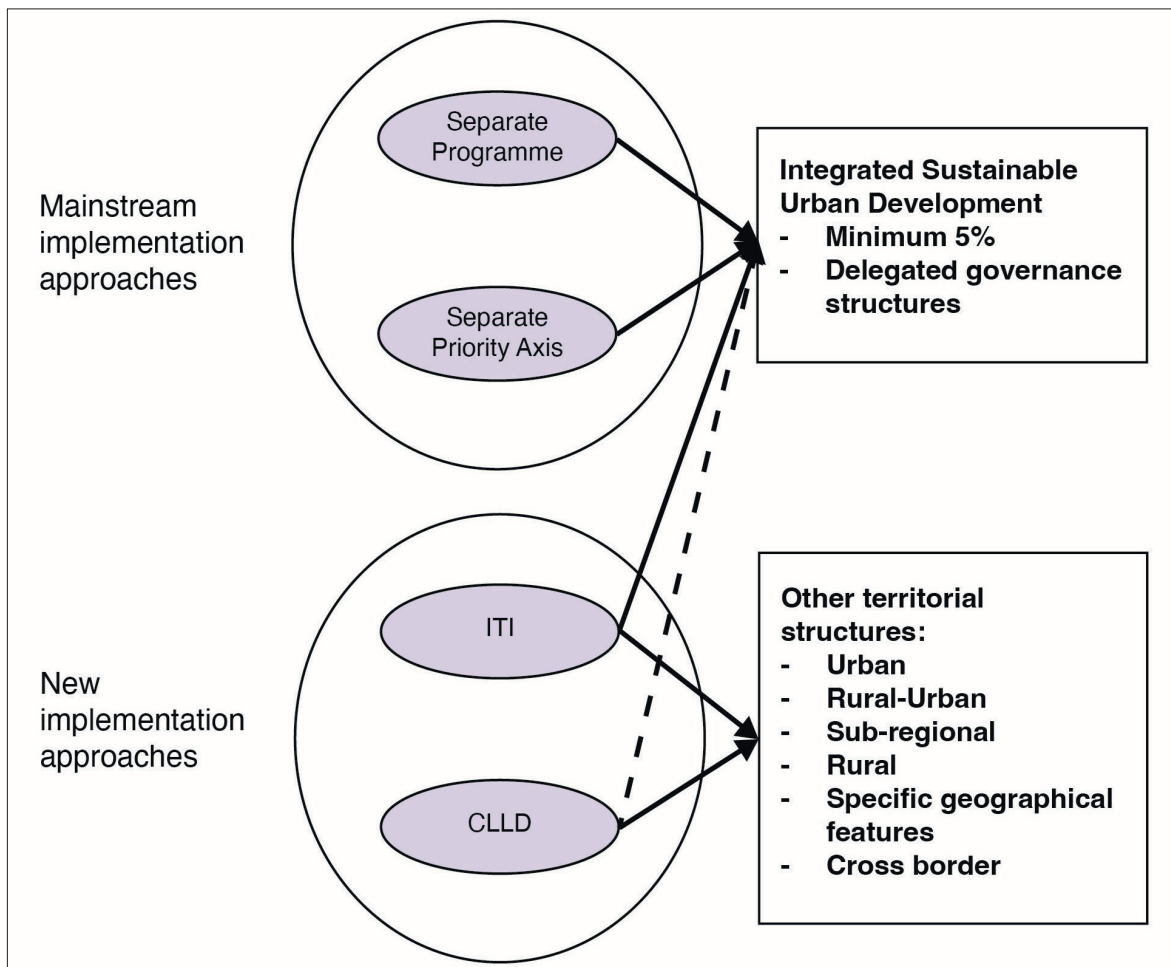 Mainstream
implementation
approaches
Separate
Programme
Separate
Priority Axis
Integrated Sustainable
Urban Development
- Minimum 5%
- Delegated governance
structures
New
implementation
approaches
ITI
CLLD
Other territorial
structures:
- Urban
- Rural-Urban
- Sub-regional
- Rural
- Specific geographical
features
- Cross border